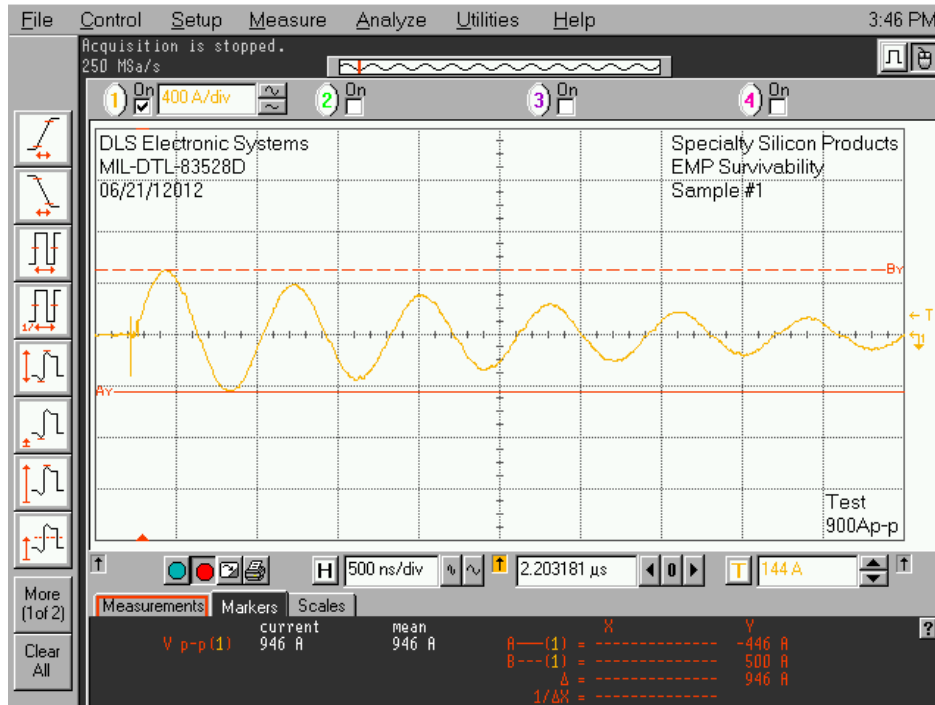 File Control Setup Measure Analyze Utilities Help 3:46 PM
Acquisition is stopped.
250 MSa/s
1 On 400 A/div 2 On 3 On 4 On
DLS Electronic Systems Specialty Silicon Products
MIL-DTL-83528D EMP Survivability
06/21/12012 Sample #1
By
T
1
Ay
Test
900Ap-p
H 500 ns/div 2.203181 µs 0 T 144 A
More
(1of 2)
Clear
All
Measurements Markers Scales
current mean X Y ?
V p-p(1) 946 A 946 A A---(1) = --------------- -446 A
B---(1) = --------------- 500 A
Δ = --------------- 946 A
1/ΔX = ---------------